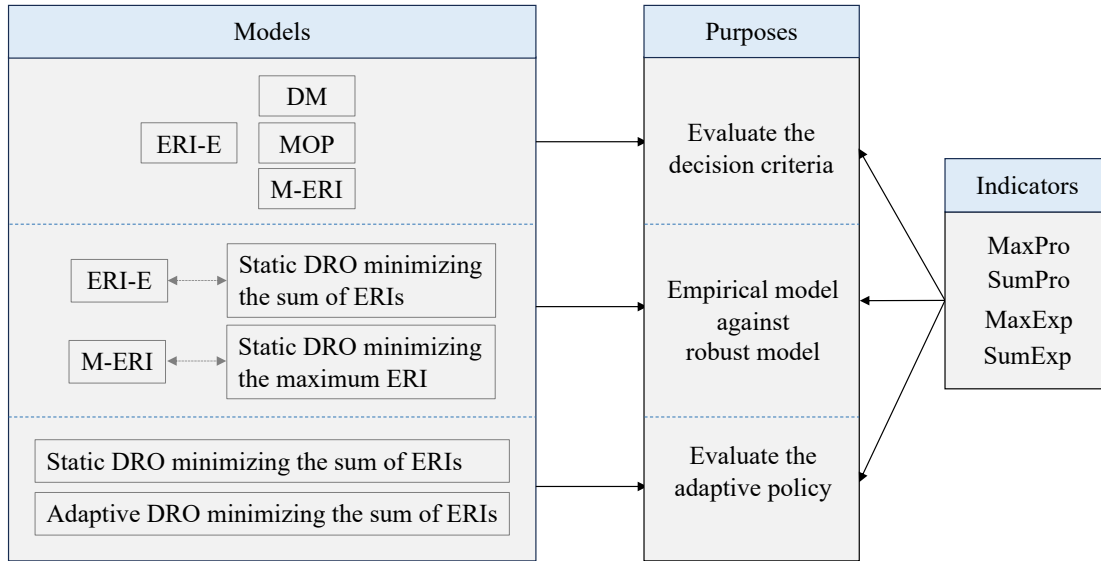 Models
DM
ERI-E
MOP
M-ERI
ERI-E
Static DRO minimizing
the sum of ERIs
M-ERI
Static DRO minimizing
the maximum ERI
Static DRO minimizing the sum of ERIs
Adaptive DRO minimizing the sum of ERIs
Purposes
Evaluate the
decision criteria
Empirical model
against
robust model
Evaluate the
adaptive policy
Indicators
MaxPro
SumPro
MaxExp
SumExp